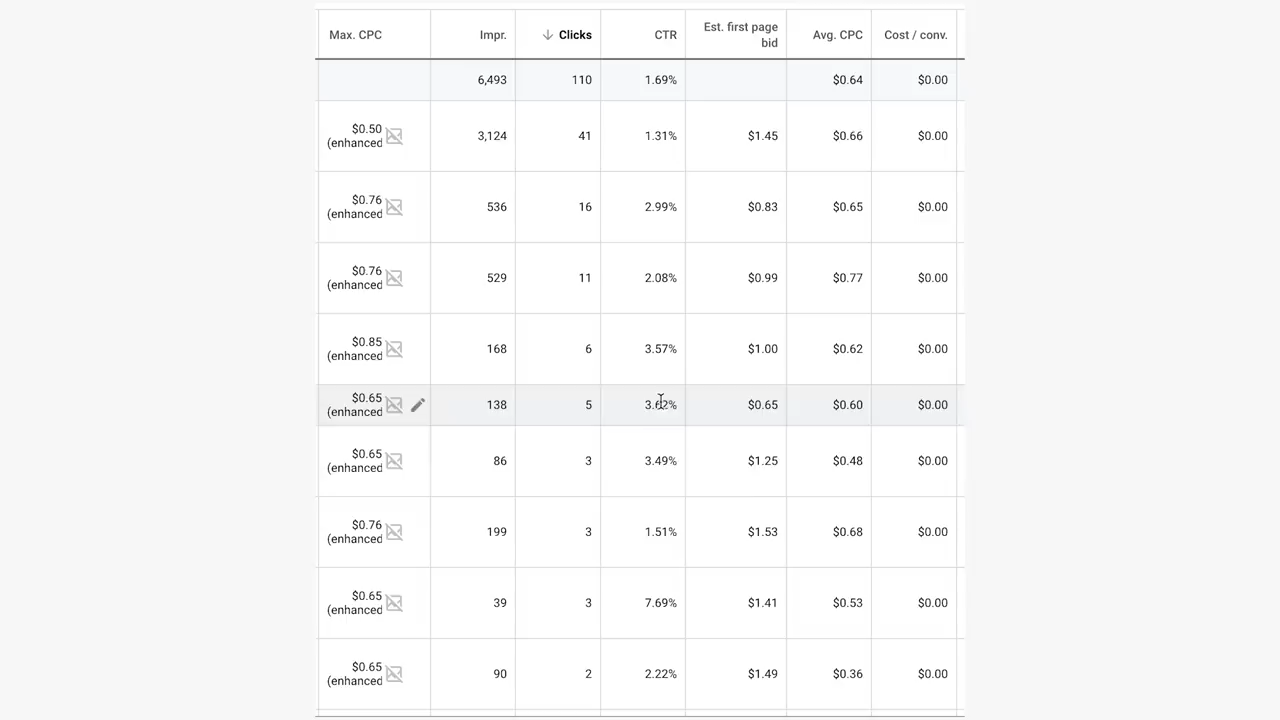 Max. CPC Impr. Clicks CTR Est. first page bid Avg. CPC Cost / conv.
6,493 110 1.69% $0.64 $0.00
$0.50 (enhanced 3,124 41 1.31% $1.45 $0.66 $0.00
$0.76 (enhanced 536 16 2.99% $0.83 $0.65 $0.00
$0.76 (enhanced 529 11 2.08% $0.99 $0.77 $0.00
$0.85 (enhanced 168 6 3.57% $1.00 $0.62 $0.00
$0.65 (enhanced 138 5 3.62% $0.65 $0.60 $0.00
$0.65 (enhanced 86 3 3.49% $1.25 $0.48 $0.00
$0.76 (enhanced 199 3 1.51% $1.53 $0.68 $0.00
$0.65 (enhanced 39 3 7.69% $1.41 $0.53 $0.00
$0.65 (enhanced 90 2 2.22% $1.49 $0.36 $0.00